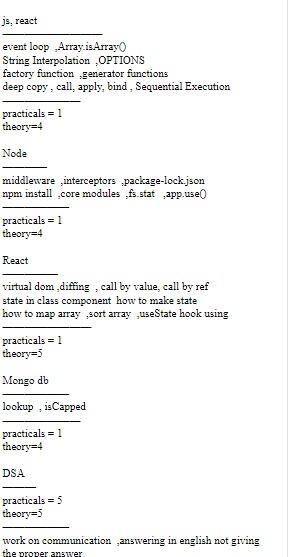 js, react
event loop ,Array.isArray()
String Interpolation ,OPTIONS
factory function ,generator functions
deep copy , call, apply, bind , Sequential Execution
practicals = 1
theory=4
Node
middleware ,interceptors ,package-lock.json
npm install ,core modules ,fs.stat ,app.use()
practicals = 1
theory=4
React
virtual dom ,diffing , call by value, call by ref
state in class component how to make state
how to map array ,sort array ,useState hook using
practicals = 1
theory=5
Mongo db
lookup , isCapped
practicals = 1
theory=4
DSA
practicals = 5
theory=5
work on communication ,answering in english not giving
the proper answer